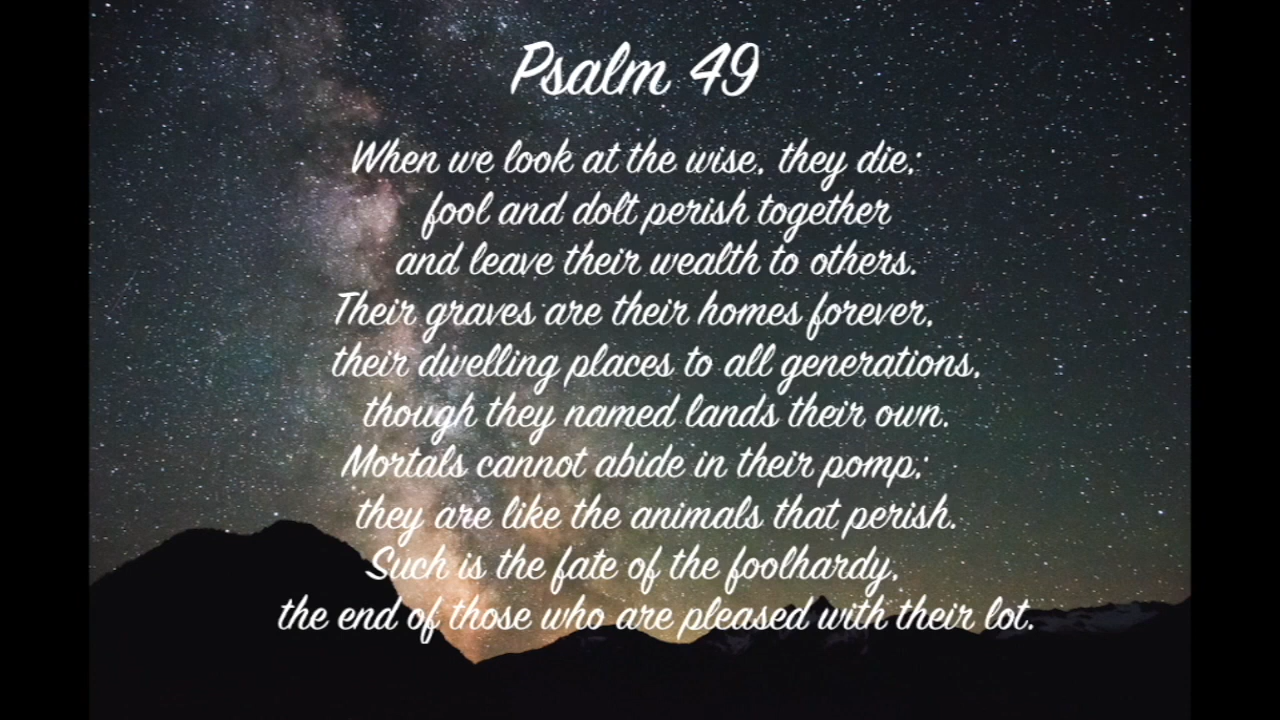 Psalm 49
When we look at the wise, they die;
fool and dolt perish together
and leave their wealth to others.
Their graves are their homes forever,
their dwelling places to all generations,
though they named lands their own.
Mortals cannot abide in their pomp;
they are like the animals that perish.
Such is the fate of the foolhardy,
the end of those who are pleased with their lot.